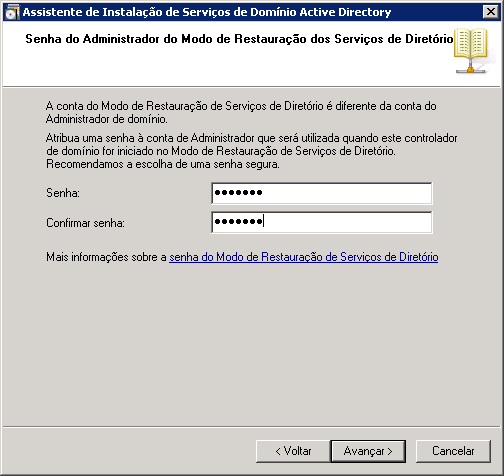 Assistente de Instalação de Serviços de Domínio Active Directory
Senha do Administrador do Modo de Restauração dos Serviços de Diretório
A conta do Modo de Restauração de Serviços de Diretório é diferente da conta do
Administrador de domínio.
Atribua uma senha à conta de Administrador que será utilizada quando este controlador
de domínio for iniciado no Modo de Restauração de Serviços de Diretório.
Recomendamos a escolha de uma senha segura.
Senha: •••••••
Confirmar senha: •••••••
Mais informações sobre a senha do Modo de Restauração de Serviços de Diretório
< Voltar Avançar > Cancelar